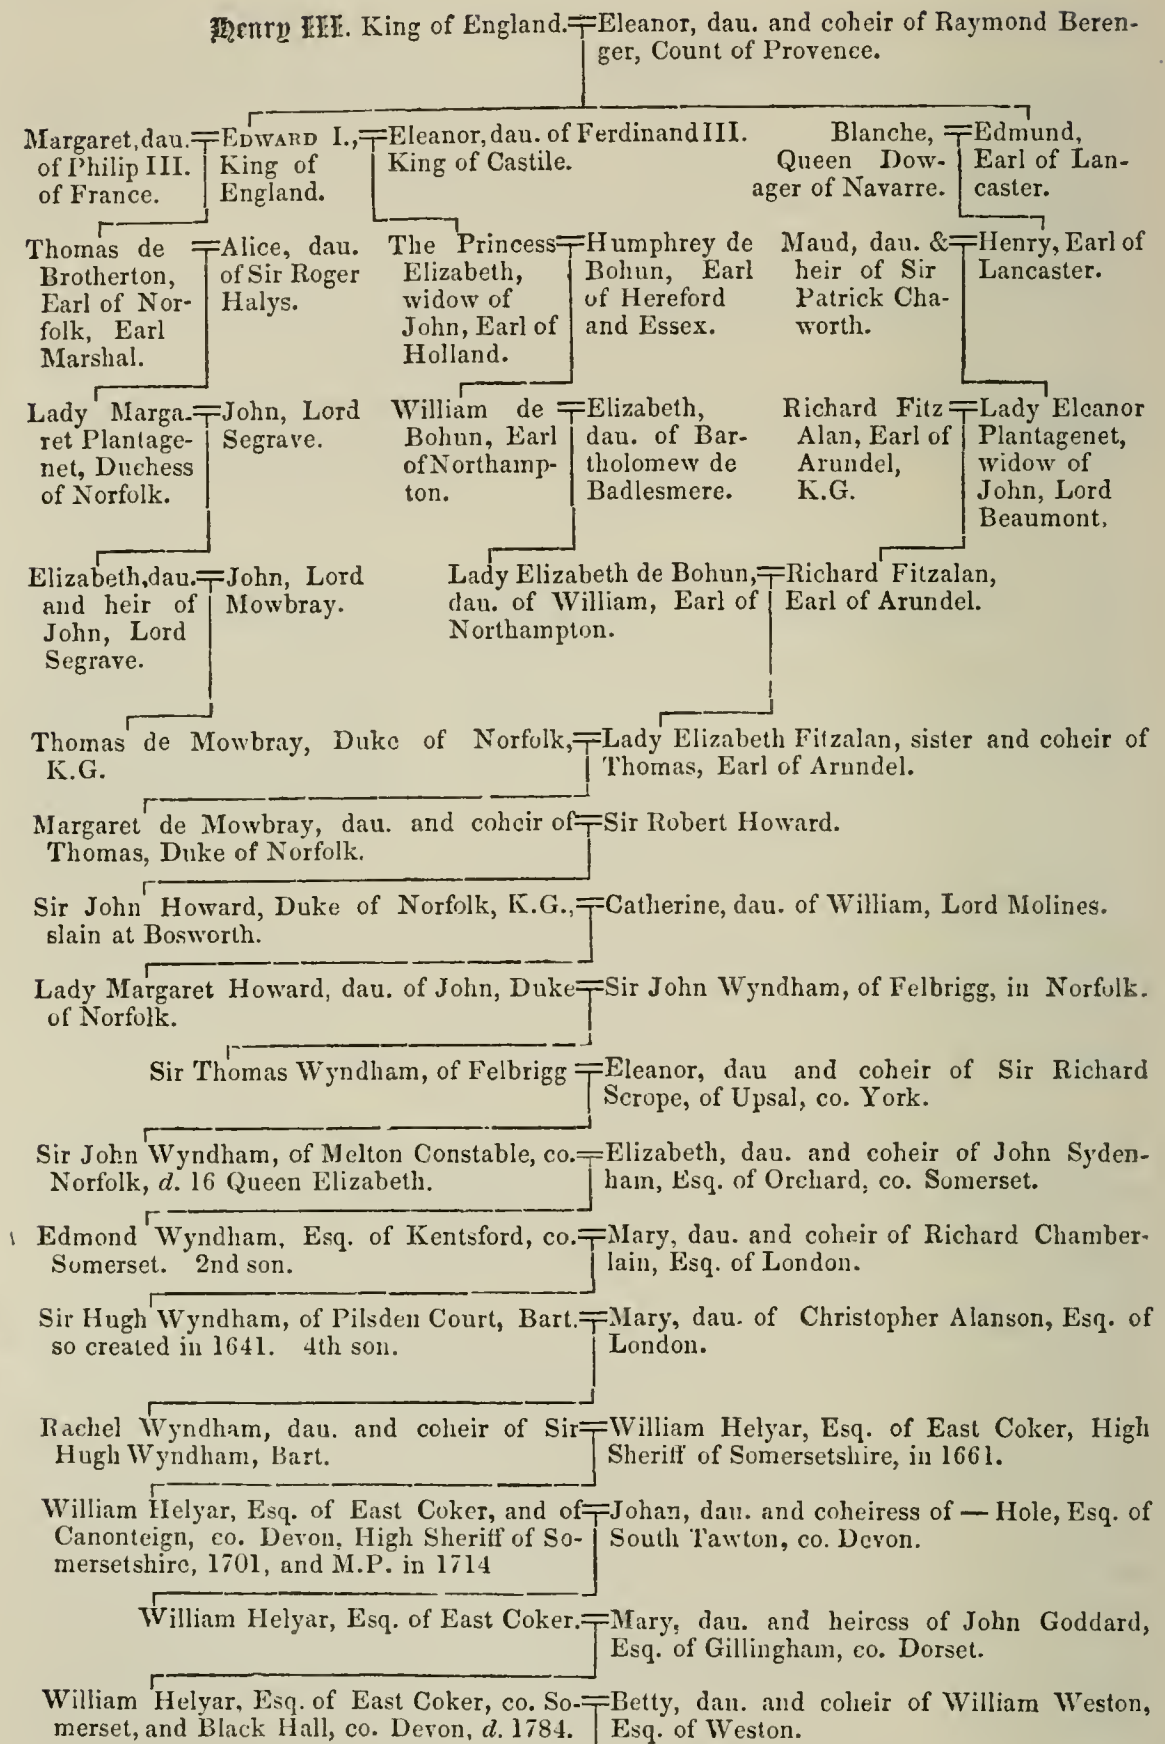 Henry III. King of England.=Eleanor, dau. and coheir of Raymond Beren-
ger, Count of Provence.
Margaret, dau.
of Philip III.
of France.
=EDWARD I.,
King of
England.
=Eleanor, dau. of Ferdinand III.
King of Castile.
Blanche,
Queen Dow-
ager of Navarre.
=Edmund,
Earl of Lan-
caster.
Thomas de
Brotherton,
Earl of Nor-
folk, Earl
Marshal.
=Alice, dau.
of Sir Roger
Halys.
The Princess
Elizabeth,
widow of
John, Earl of
Holland.
=Humphrey de
Bohun, Earl
of Hereford
and Essex.
Maud, dau. &
heir of Sir
Patrick Cha-
worth.
=Henry, Earl of
Lancaster.
Lady Marga-
ret Plantage-
net, Duchess
of Norfolk.
=John, Lord
Segrave.
William de
Bohun, Earl
of Northamp-
ton.
=Elizabeth,
dau. of Bar-
tholomew de
Badlesmere.
Richard Fitz
Alan, Earl of
Arundel,
K.G.
=Lady Eleanor
Plantagenet,
widow of
John, Lord
Beaumont,
Elizabeth, dau.
and heir of
John, Lord
Segrave.
=John, Lord
Mowbray.
Lady Elizabeth de Bohun,
dau. of William, Earl of
Northampton.
=Richard Fitzalan,
Earl of Arundel.
Thomas de Mowbray, Duke of Norfolk,
K.G.
=Lady Elizabeth Fitzalan, sister and coheir of
Thomas, Earl of Arundel.
Margaret de Mowbray, dau. and coheir of
Thomas, Duke of Norfolk.
=Sir Robert Howard.
Sir John Howard, Duke of Norfolk, K.G.,
slain at Bosworth.
=Catherine, dau. of William, Lord Molines.
Lady Margaret Howard, dau. of John, Duke
of Norfolk.
=Sir John Wyndham, of Felbrigg, in Norfolk.
Sir Thomas Wyndham, of Felbrigg
=Eleanor, dau and coheir of Sir Richard
Scrope, of Upsal, co. York.
Sir John Wyndham, of Melton Constable, co.
Norfolk, d. 16 Queen Elizabeth.
=Elizabeth, dau. and coheir of John Syden-
ham, Esq. of Orchard, co. Somerset.
Edmond Wyndham, Esq. of Kentsford, co.
Somerset. 2nd son.
=Mary, dau. and coheir of Richard Chamber-
lain, Esq. of London.
Sir Hugh Wyndham, of Pilsden Court, Bart.
so created in 1641. 4th son.
=Mary, dau. of Christopher Alanson, Esq. of
London.
Rachel Wyndham, dau. and coheir of Sir
Hugh Wyndham, Bart.
=William Helyar, Esq. of East Coker, High
Sheriff of Somersetshire, in 1661.
William Helyar, Esq. of East Coker, and of
Canonteign, co. Devon, High Sheriff of So-
mersetshire, 1701, and M.P. in 1714
=Johan, dau. and coheiress of — Hole, Esq. of
South Tawton, co. Devon.
William Helyar, Esq. of East Coker.
=Mary, dau. and heiress of John Goddard,
Esq. of Gillingham, co. Dorset.
William Helyar, Esq. of East Coker, co. So-
merset, and Black Hall, co. Devon, d. 1784.
=Betty, dau. and coheir of William Weston,
Esq. of Weston.